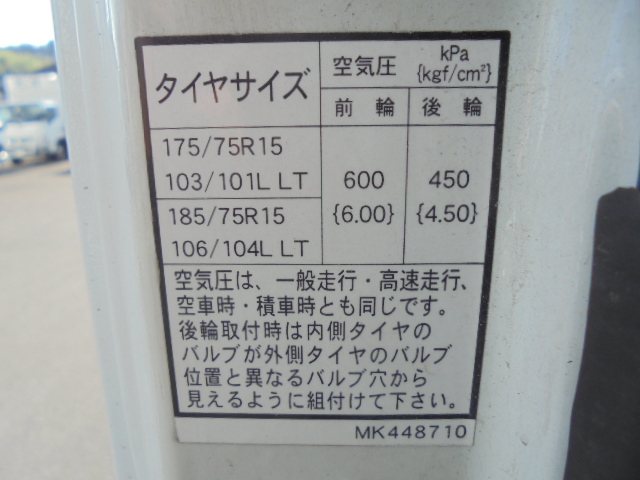 タイヤサイズ
空気圧 kPa
{kgf/cm²}
前輪 後輪
175/75R15
103/101L LT 600 450
185/75R15 {6.00} {4.50}
106/104L LT
空気圧は、一般走行・高速走行、
空車時・積車時とも同じです。
後輪取付時は内側タイヤの
バルブが外側タイヤのバルブ
位置と異なるバルブ穴から
見えるように組付けて下さい。
MK448710